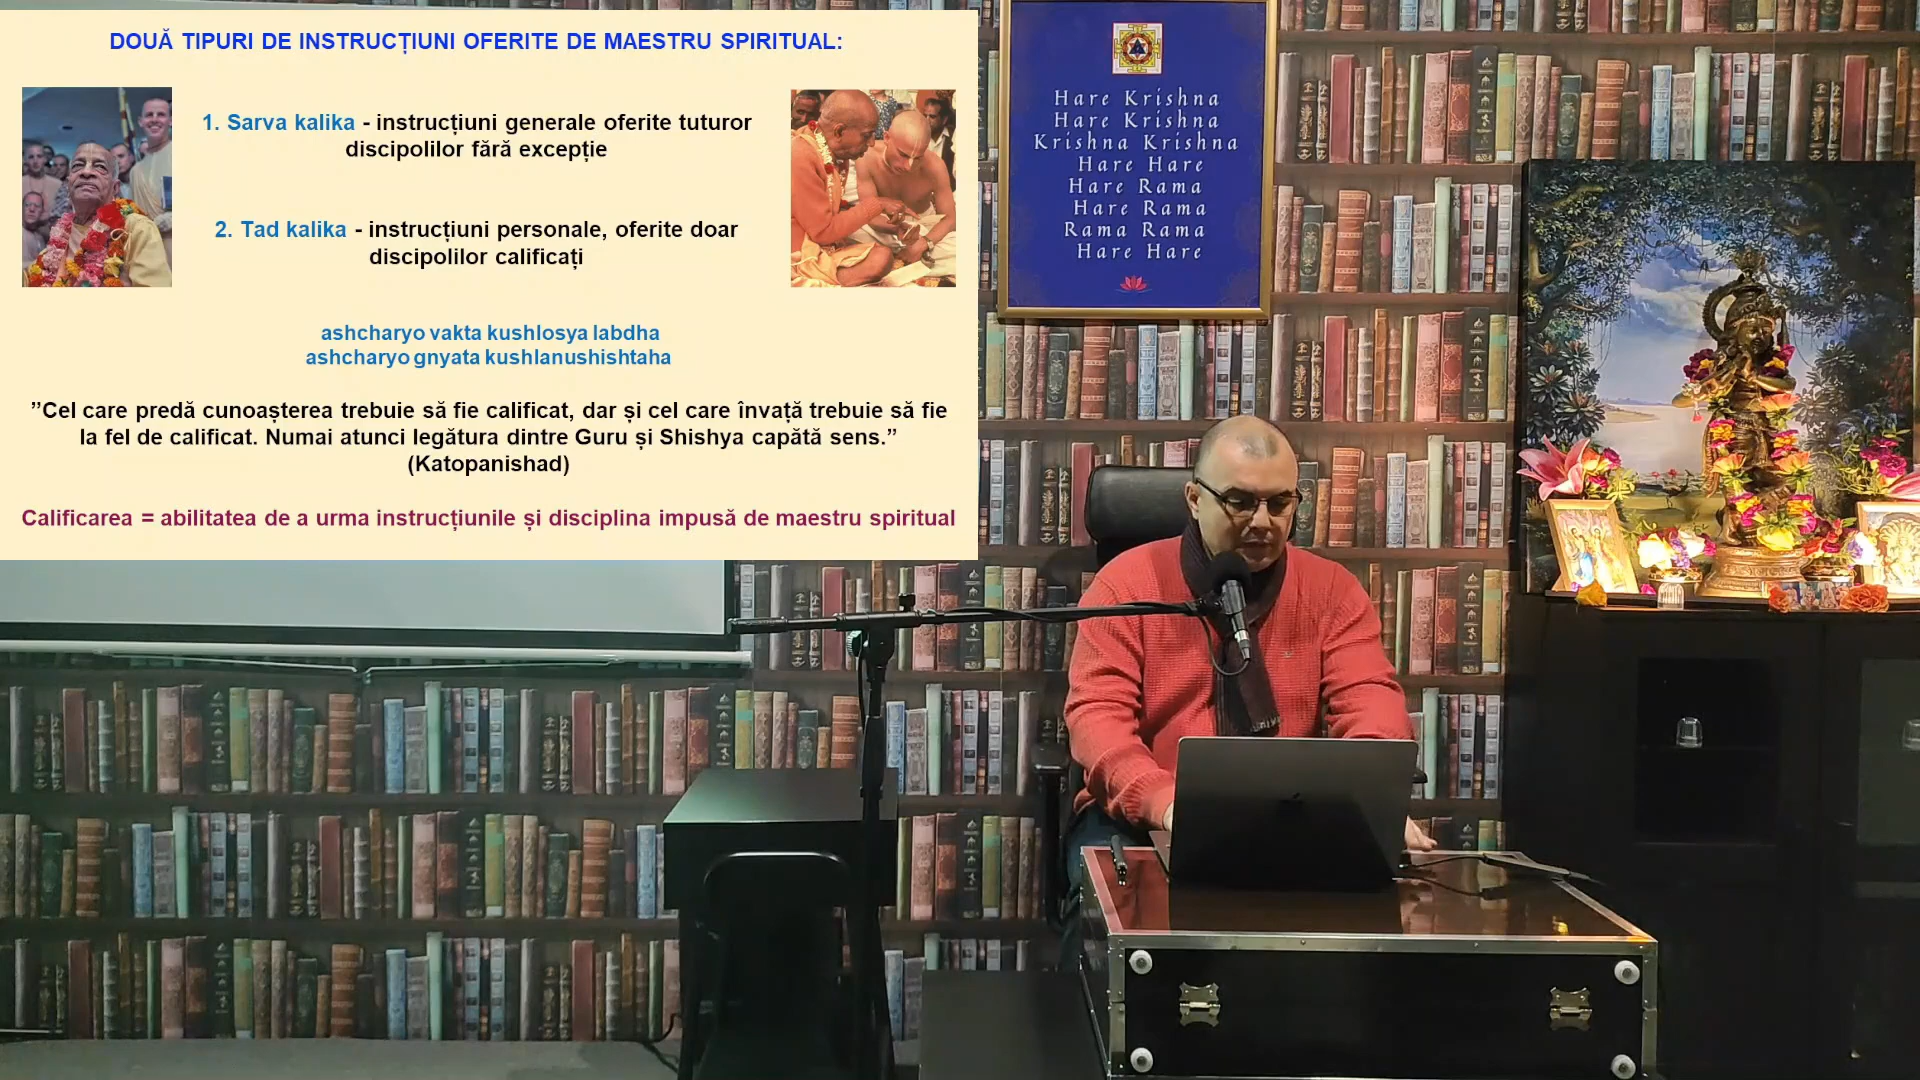 DOUĂ TIPURI DE INSTRUCȚIUNI OFERITE DE MAESTRU SPIRITUAL:
1. Sarva kalika - instrucțiuni generale oferite tuturor
discipolilor fără excepție
2. Tad kalika - instrucțiuni personale, oferite doar
discipolilor calificați
ashcharyo vakta kushlosya labdha
ashcharyo gnyata kushlanushishtaha
”Cel care predă cunoașterea trebuie să fie calificat, dar și cel care învață trebuie să fie
la fel de calificat. Numai atunci legătura dintre Guru și Shishya capătă sens.”
(Katopanishad)
Calificarea = abilitatea de a urma instrucțiunile și disciplina impusă de maestru spiritual
Hare Krishna
Hare Krishna
Krishna Krishna
Hare Hare
Hare Rama
Hare Rama
Rama Rama
Hare Hare